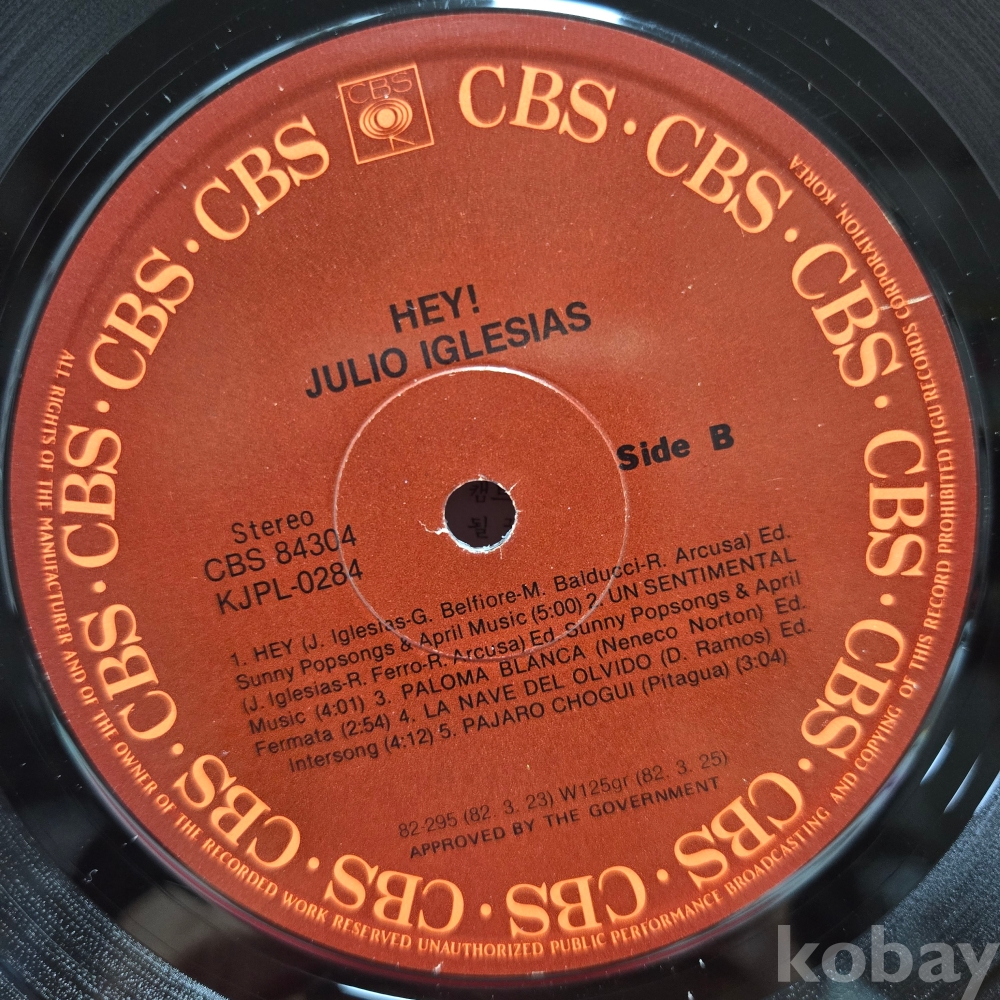 CBS
CBS · CBS · CBS · CBS · CBS · CBS · CBS · CBS · CBS · CBS · CBS · CBS
HEY!
JULIO IGLESIAS
Side B
Stereo
CBS 84304
KJPL-0284
1. HEY (J. Iglesias-G. Belfiore-M. Balducci-R. Arcusa) Ed.
Sunny Popsongs & April Music (5:00) 2. UN SENTIMENTAL
(J. Iglesias-R. Ferro-R. Arcusa) Ed. Sunny Popsongs & April
Music (4:01) 3. PALOMA BLANCA (Neneco Norton) Ed.
Fermata (2:54) 4. LA NAVE DEL OLVIDO (D. Ramos) Ed.
Intersong (4:12) 5. PAJARO CHOGUI (Pitagua) (3:04)
82-295 (82. 3. 23) W125gr (82. 3. 25)
APPROVED BY THE GOVERNMENT
ALL RIGHTS OF THE MANUFACTURER AND OF THE OWNER OF THE RECORDED WORK RESERVED UNAUTHORIZED PUBLIC PERFORMANCE BROADCASTING AND COPYING OF THIS RECORD PROHIBITED JIGU RECORDS CORPORATION, KOREA
kobay